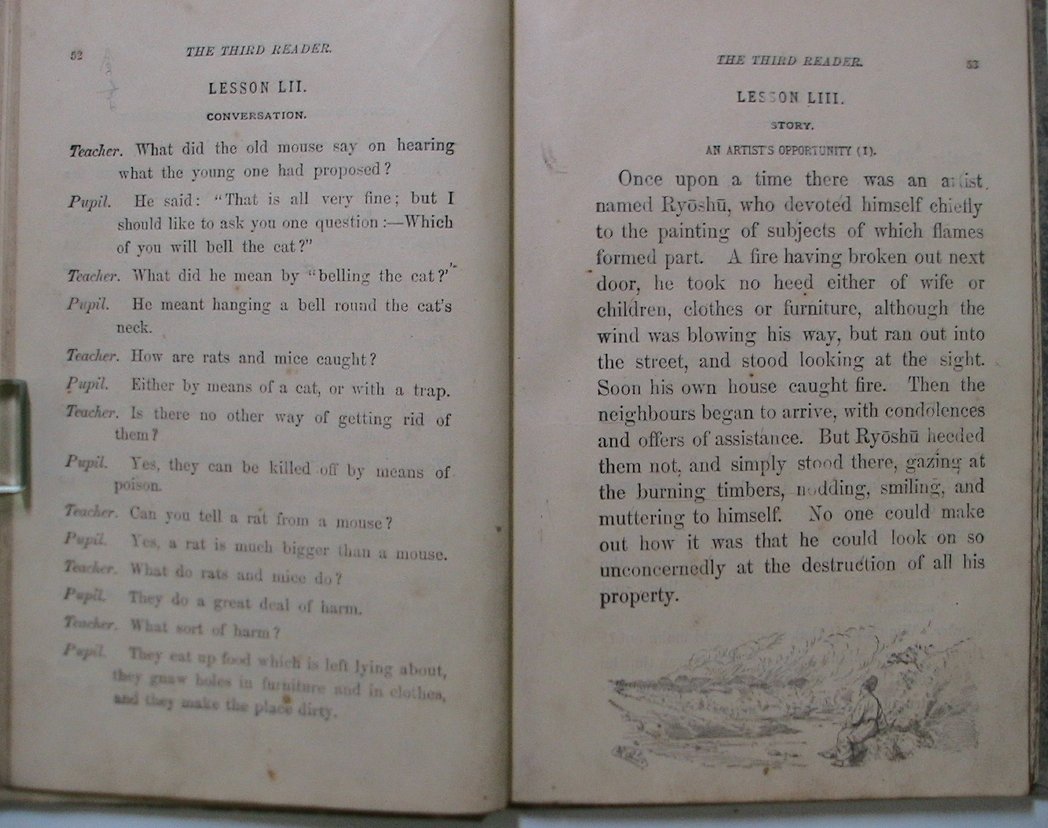 52
THE THIRD READER.
LESSON LII.
CONVERSATION.
Teacher. What did the old mouse say on hearing
what the young one had proposed?
Pupil. He said: "That is all very fine; but I
should like to ask you one question:—Which
of you will bell the cat?"
Teacher. What did he mean by "belling the cat?"
Pupil. He meant hanging a bell round the cat's
neck.
Teacher. How are rats and mice caught?
Pupil. Either by means of a cat, or with a trap.
Teacher. Is there no other way of getting rid of
them?
Pupil. Yes, they can be killed off by means of
poison.
Teacher. Can you tell a rat from a mouse?
Pupil. Yes, a rat is much bigger than a mouse.
Teacher. What do rats and mice do?
Pupil. They do a great deal of harm.
Teacher. What sort of harm?
Pupil. They eat up food which is left lying about,
they gnaw holes in furniture and in clothes,
and they make the place dirty.
THE THIRD READER.
53
LESSON LIII.
STORY.
AN ARTIST'S OPPORTUNITY (I).
Once upon a time there was an artist,
named Ryōshū, who devoted himself chiefly
to the painting of subjects of which flames
formed part. A fire having broken out next
door, he took no heed either of wife or
children, clothes or furniture, although the
wind was blowing his way, but ran out into
the street, and stood looking at the sight.
Soon his own house caught fire. Then the
neighbours began to arrive, with condolences
and offers of assistance. But Ryōshū heeded
them not, and simply stood there, gazing at
the burning timbers, nodding, smiling, and
muttering to himself. No one could make
out how it was that he could look on so
unconcernedly at the destruction of all his
property.